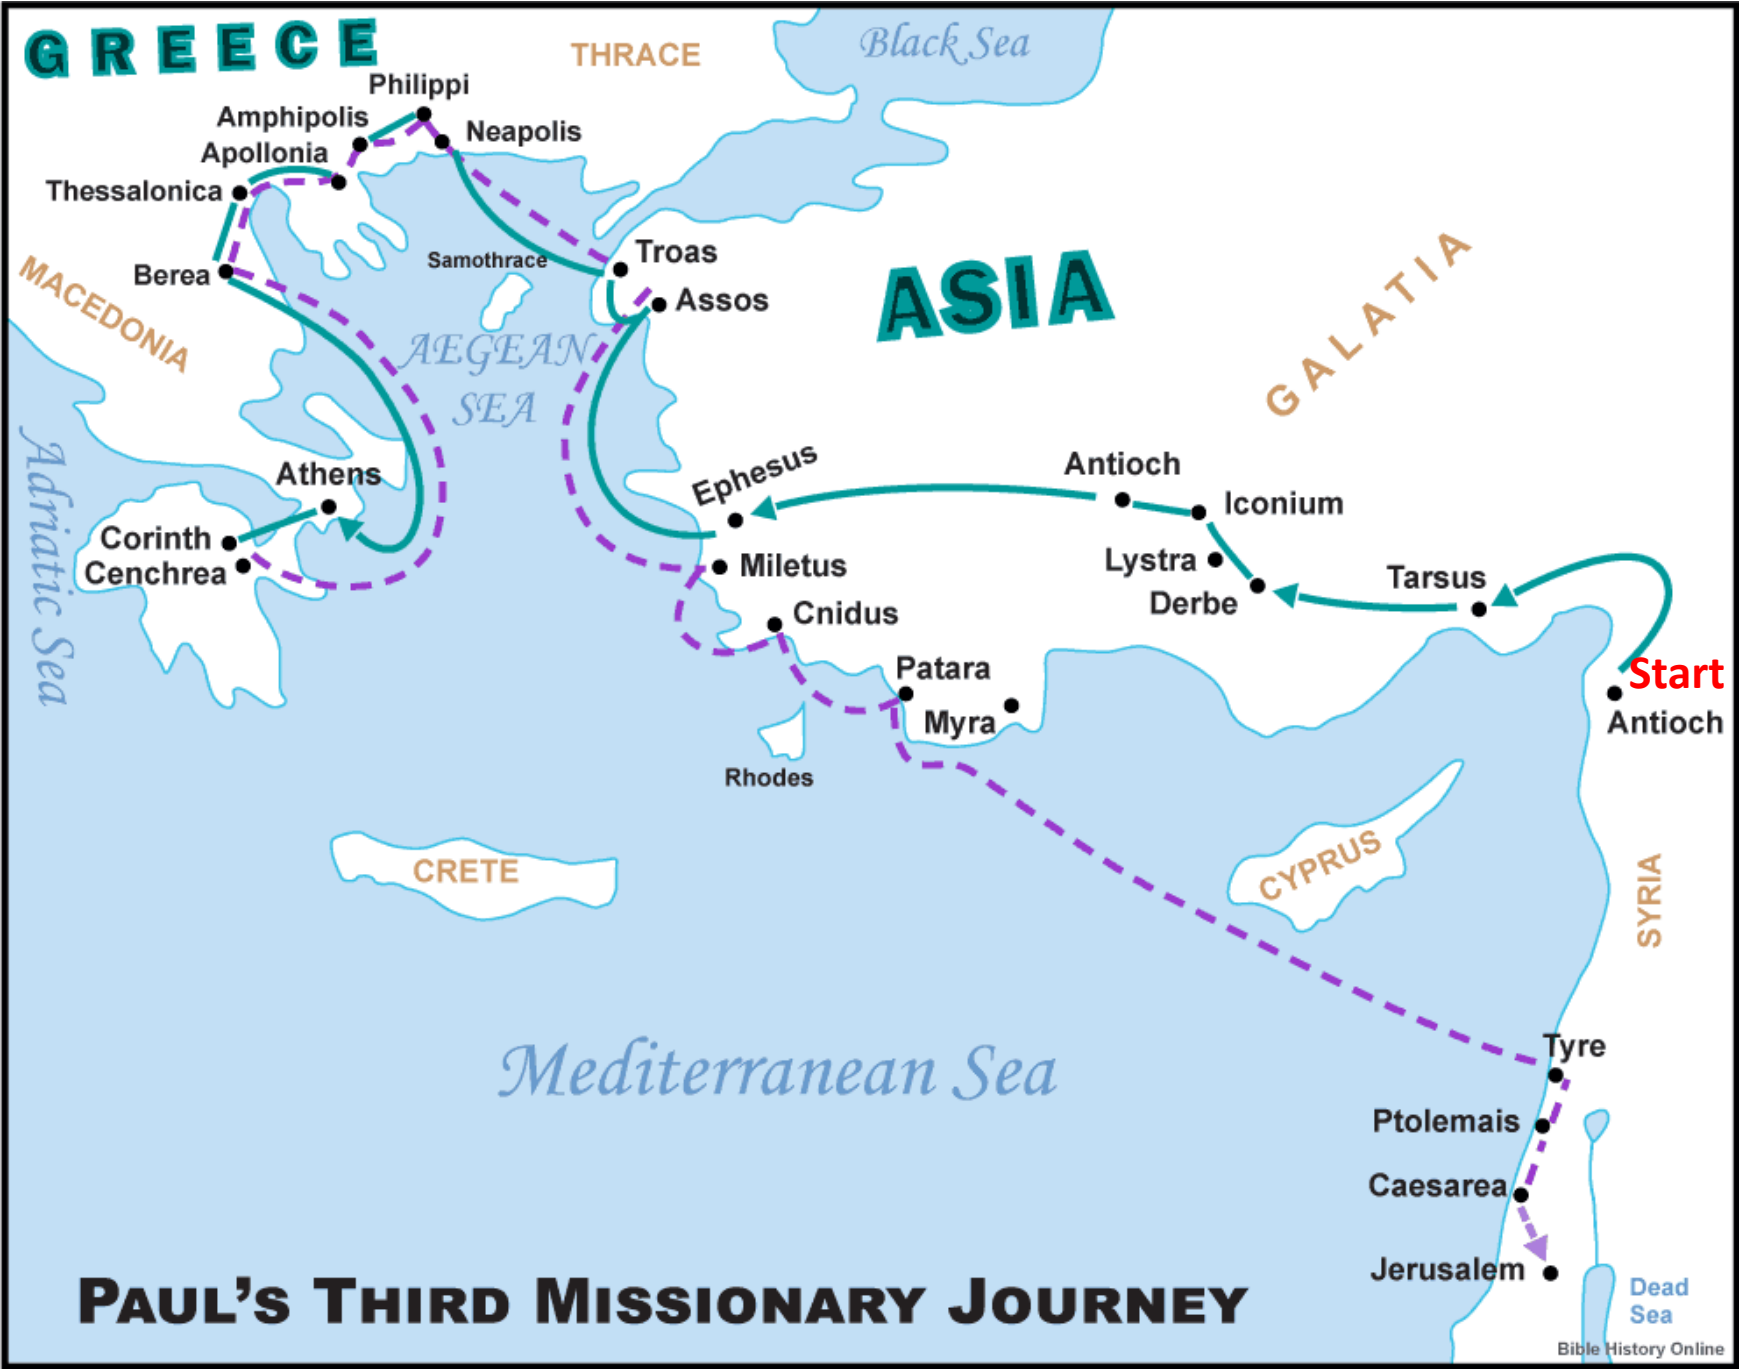 GREECE
THRACE
Black Sea
Philippi
Amphipolis
Neapolis
Apollonia
Thessalonica
Samothrace
Troas
Berea
Assos
ASIA
GALATIA
MACEDONIA
AEGEAN
SEA
Adriatic Sea
Athens
Ephesus
Antioch
Iconium
Corinth
Cenchrea
Miletus
Lystra
Derbe
Tarsus
Cnidus
Patara
Myra
Start
Antioch
Rhodes
CRETE
CYPRUS
SYRIA
Mediterranean Sea
Tyre
Ptolemais
Caesarea
Jerusalem
Dead
Sea
PAUL'S THIRD MISSIONARY JOURNEY
Bible History Online